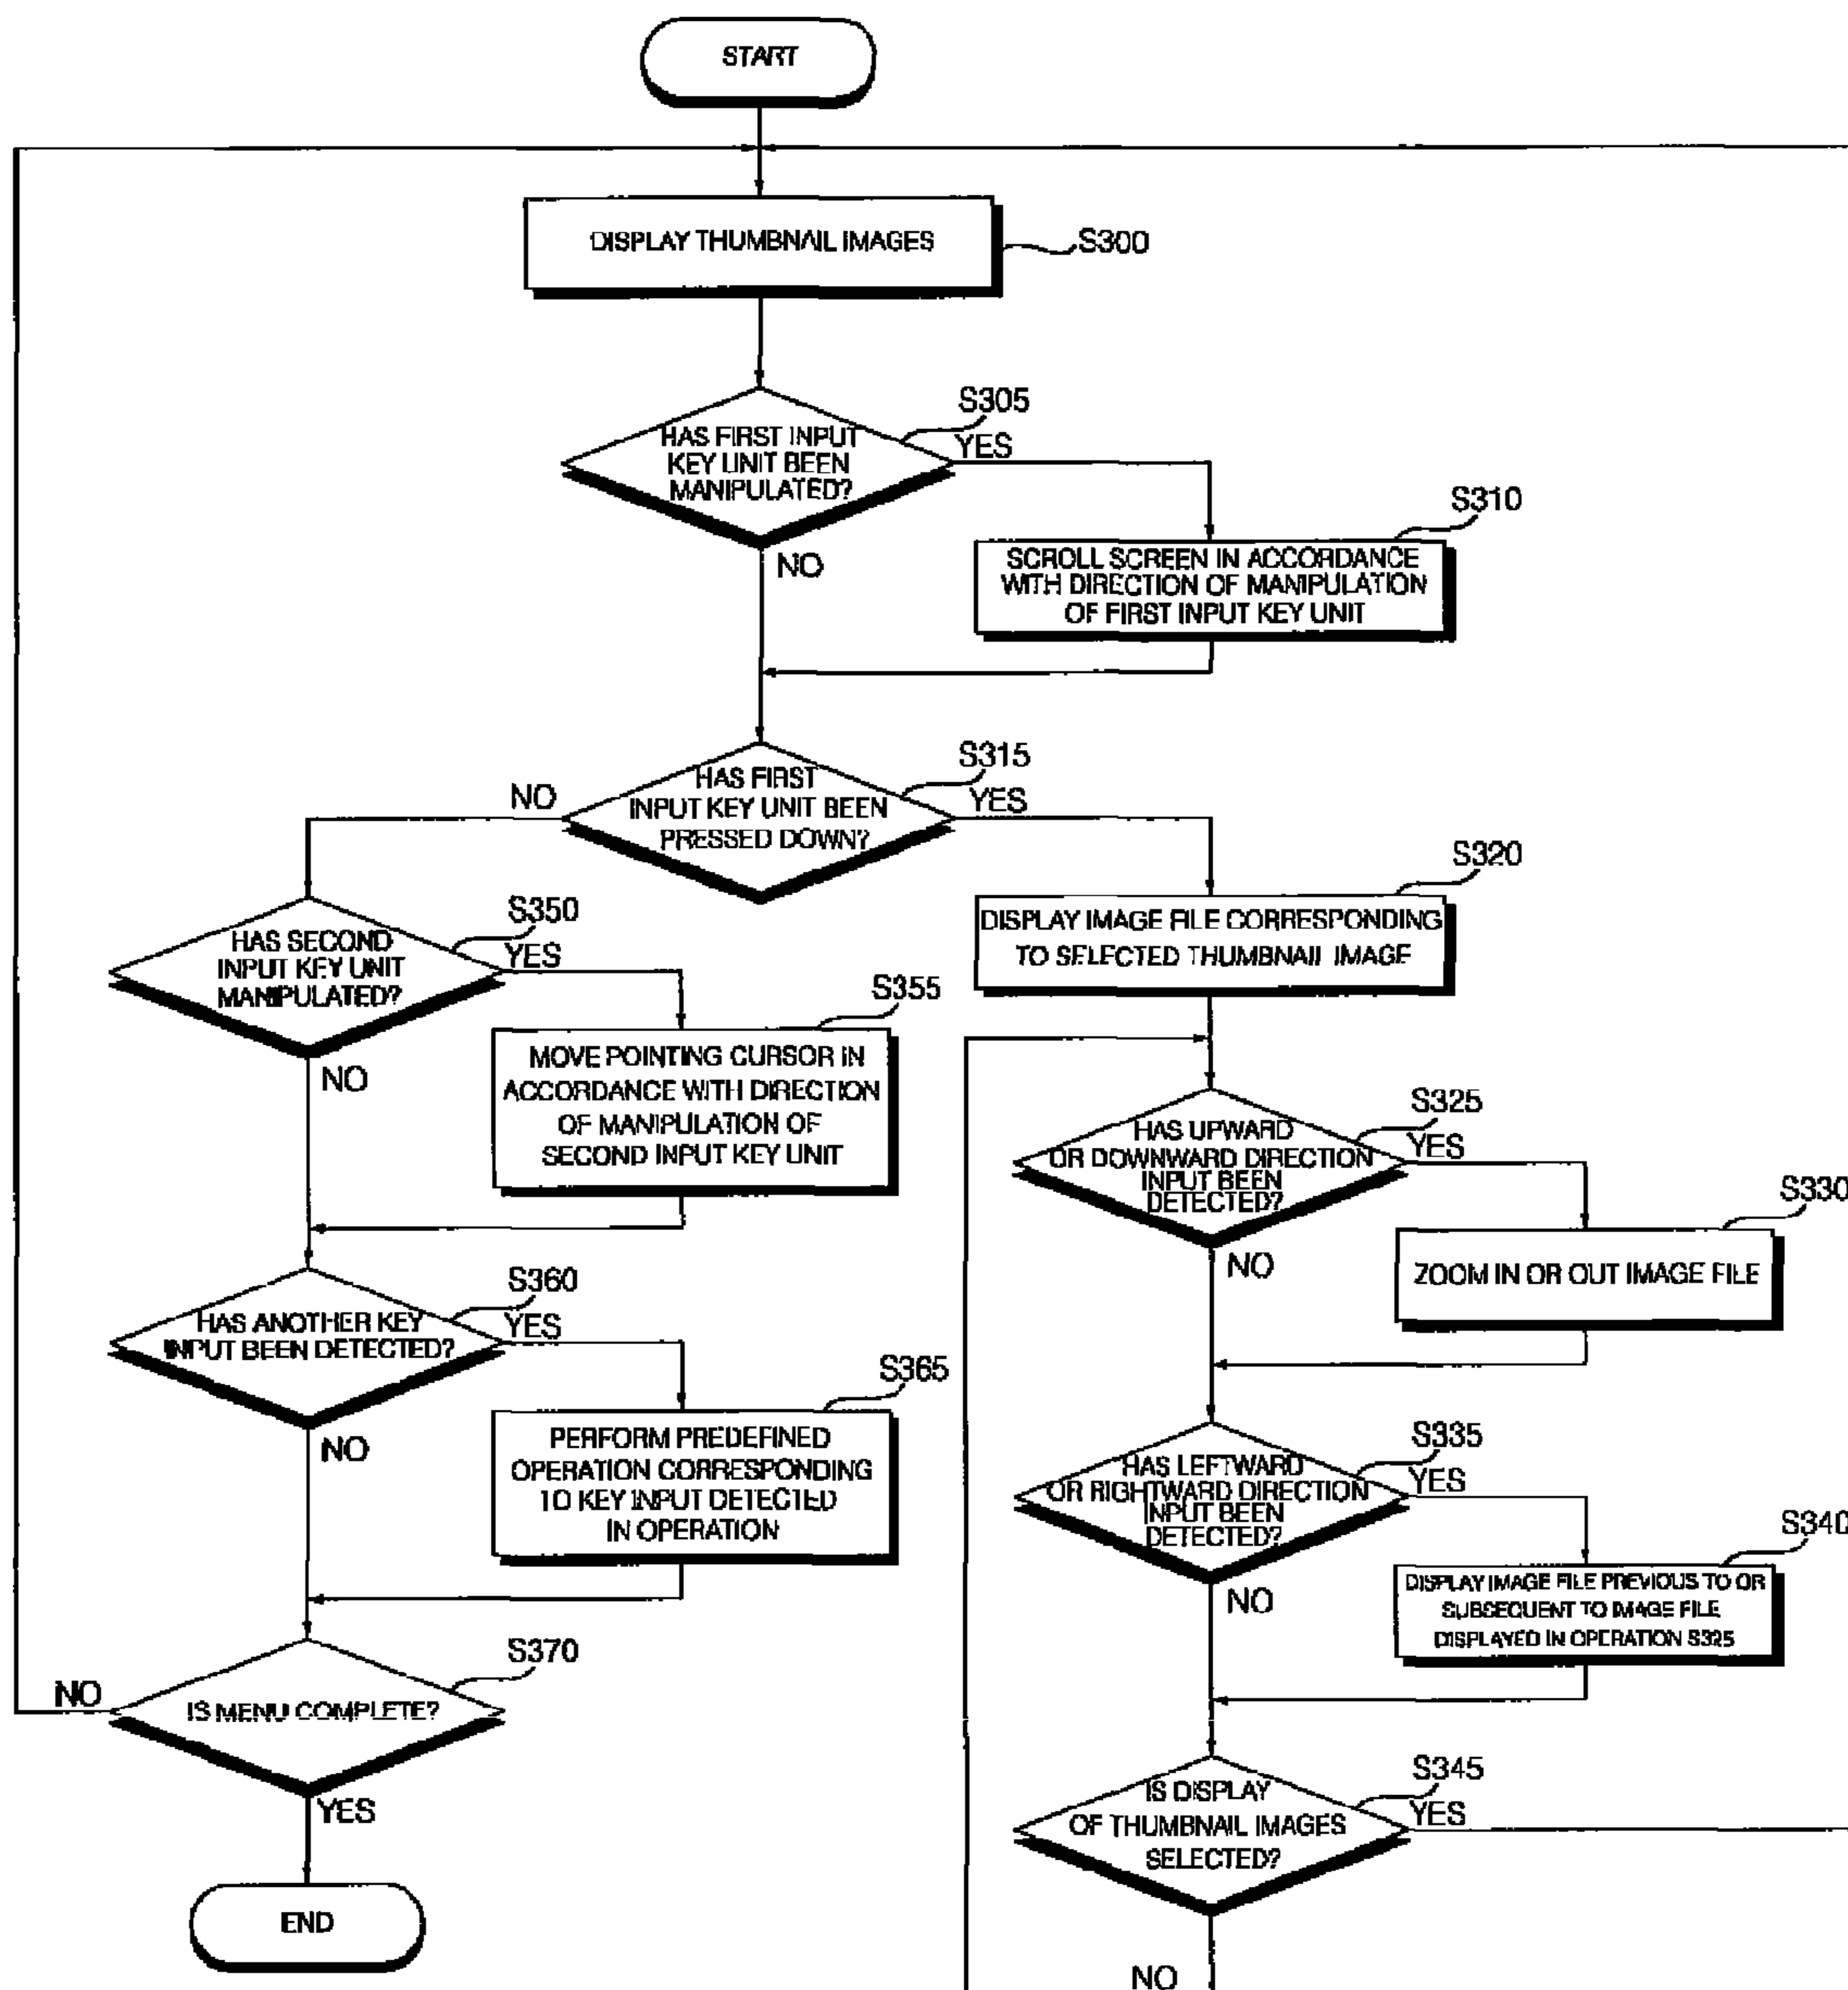 START
DISPLAY THUMBNAIL IMAGES
S300
S305
HAS FIRST INPUT
KEY UNIT BEEN
MANIPULATED?
YES
NO
S310
SCROLL SCREEN IN ACCORDANCE
WITH DIRECTION OF MANIPULATION
OF FIRST INPUT KEY UNIT
S315
HAS FIRST
INPUT KEY UNIT BEEN
PRESSED DOWN?
NO
YES
S320
DISPLAY IMAGE FILE CORRESPONDING
TO SELECTED THUMBNAIL IMAGE
S350
HAS SECOND
INPUT KEY UNIT
MANIPULATED?
YES
NO
S355
MOVE POINTING CURSOR IN
ACCORDANCE WITH DIRECTION
OF MANIPULATION OF
SECOND INPUT KEY UNIT
S325
HAS UPWARD
OR DOWNWARD DIRECTION
INPUT BEEN
DETECTED?
YES
NO
S330
ZOOM IN OR OUT IMAGE FILE
S360
HAS ANOTHER KEY
INPUT BEEN DETECTED?
YES
NO
S365
PERFORM PREDEFINED
OPERATION CORRESPONDING
TO KEY INPUT DETECTED
IN OPERATION
S335
HAS LEFTWARD
OR RIGHTWARD DIRECTION
INPUT BEEN
DETECTED?
YES
NO
S340
DISPLAY IMAGE FILE PREVIOUS TO OR
SUBSEQUENT TO IMAGE FILE
DISPLAYED IN OPERATION S325
S370
IS MENU COMPLETE?
NO
YES
S345
IS DISPLAY
OF THUMBNAIL IMAGES
SELECTED?
YES
NO
END